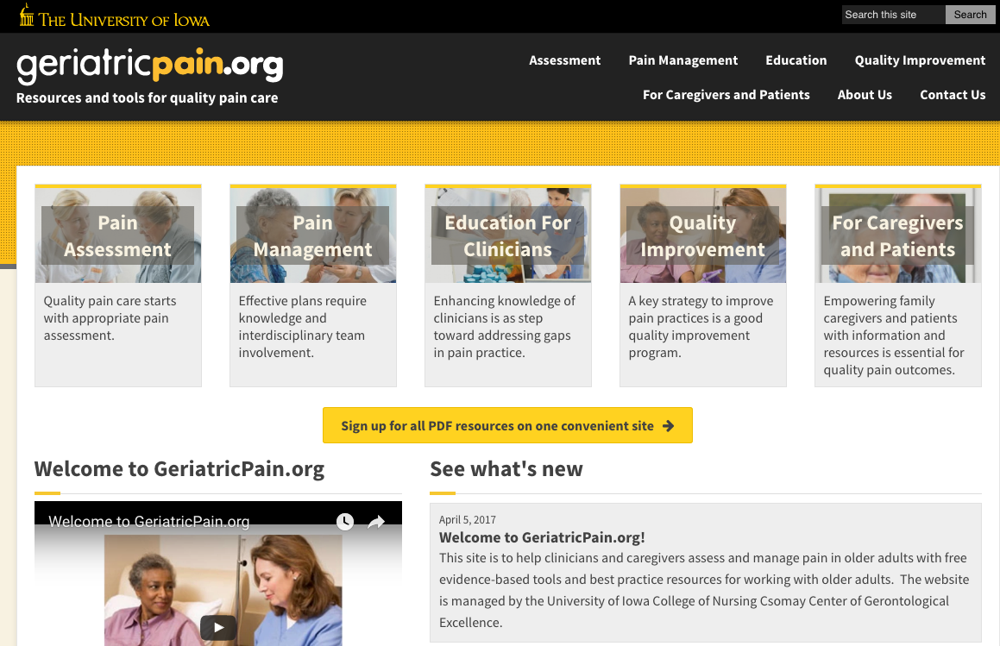 THE UNIVERSITY OF IOWA
Search this site
Search
geriatricpain.org
Resources and tools for quality pain care
Assessment
Pain Management
Education
Quality Improvement
For Caregivers and Patients
About Us
Contact Us
Pain
Assessment
Quality pain care starts
with appropriate pain
assessment.
Pain
Management
Effective plans require
knowledge and
interdisciplinary team
involvement.
Education For
Clinicians
Enhancing knowledge of
clinicians is as step
toward addressing gaps
in pain practice.
Quality
Improvement
A key strategy to improve
pain practices is a good
quality improvement
program.
For Caregivers
and Patients
Empowering family
caregivers and patients
with information and
resources is essential for
quality pain outcomes.
Sign up for all PDF resources on one convenient site
Welcome to GeriatricPain.org
Welcome to GeriatricPain.org
See what's new
April 5, 2017
Welcome to GeriatricPain.org!
This site is to help clinicians and caregivers assess and manage pain in older adults with free
evidence-based tools and best practice resources for working with older adults.  The website
is managed by the University of Iowa College of Nursing Csomay Center of Gerontological
Excellence.